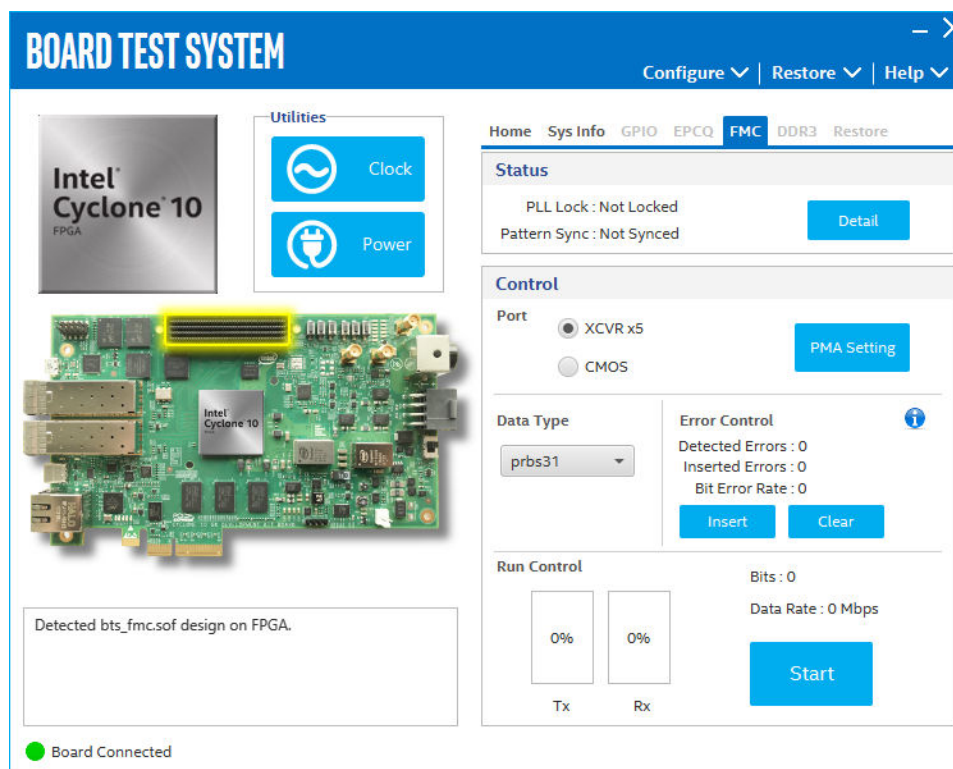 BOARD TEST SYSTEM
Configure
Restore
Help
Intel
Cyclone 10
FPGA
Utilities
Clock
Power
Home Sys Info GPIO EPCQ FMC DDR3 Restore
Status
PLL Lock : Not Locked
Pattern Sync : Not Synced
Detail
Control
Port
XCVR x5
CMOS
PMA Setting
Data Type
prbs31
Error Control
Detected Errors : 0
Inserted Errors : 0
Bit Error Rate : 0
Insert
Clear
Intel
Cyclone 10
Run Control
0%
0%
Tx
Rx
Bits : 0
Data Rate : 0 Mbps
Start
Detected bts_fmc.sof design on FPGA.
Board Connected